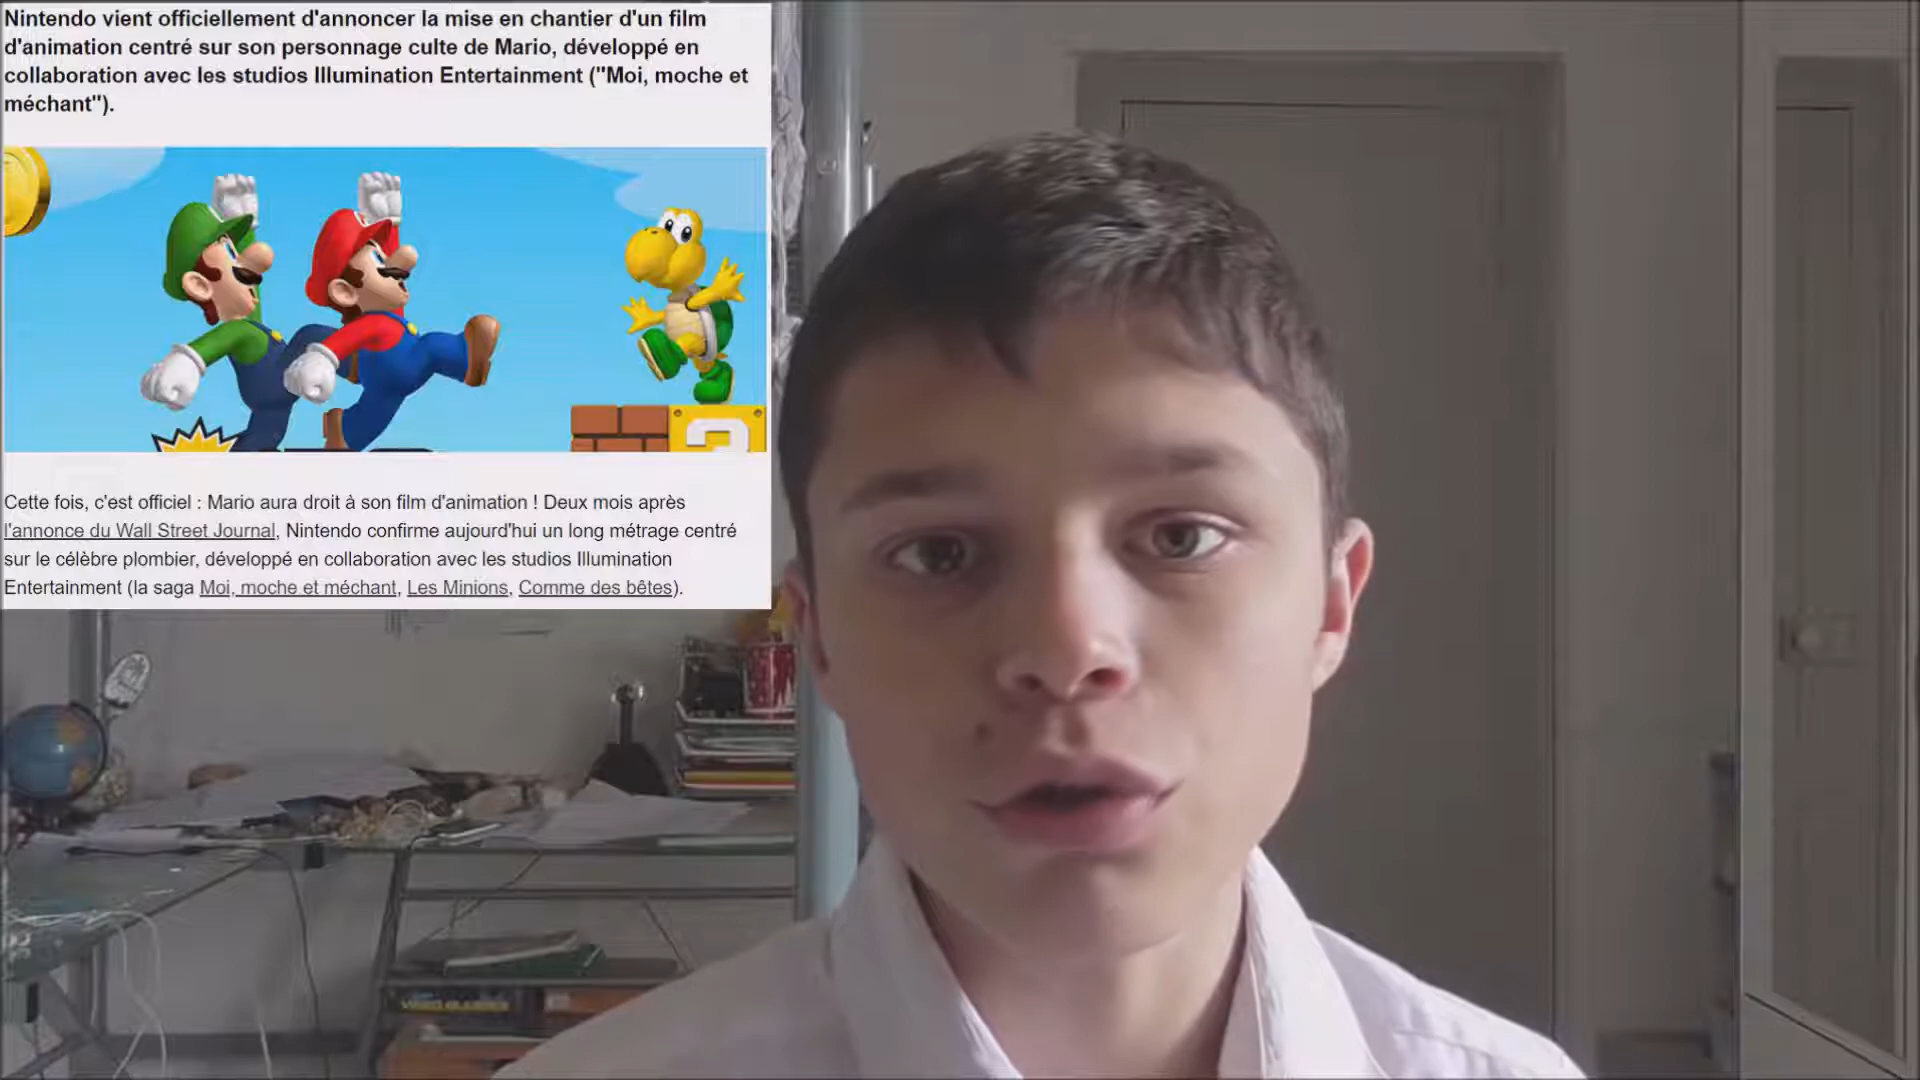 Nintendo vient officiellement d'annoncer la mise en chantier d'un film
d'animation centré sur son personnage culte de Mario, développé en
collaboration avec les studios Illumination Entertainment ("Moi, moche et
méchant").
Cette fois, c'est officiel : Mario aura droit à son film d'animation ! Deux mois après
l'annonce du Wall Street Journal, Nintendo confirme aujourd'hui un long métrage centré
sur le célèbre plombier, développé en collaboration avec les studios Illumination
Entertainment (la saga Moi, moche et méchant, Les Minions, Comme des bêtes).